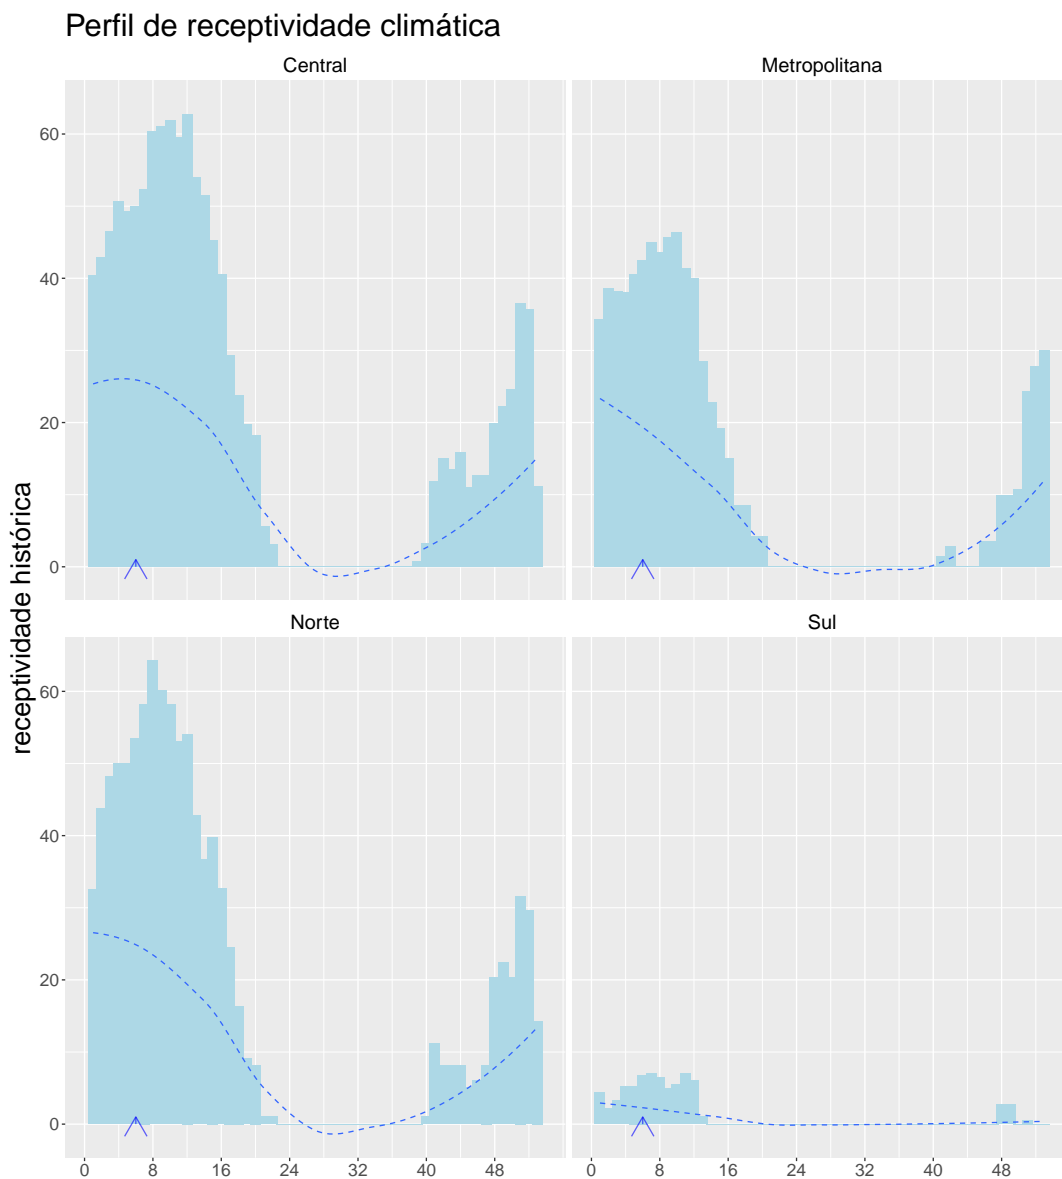 Perfil de receptividade climática
Central
Metropolitana
60
40
20
0
receptividade histórica
Norte
Sul
60
40
20
0
0 8 16 24 32 40 48
0 8 16 24 32 40 48